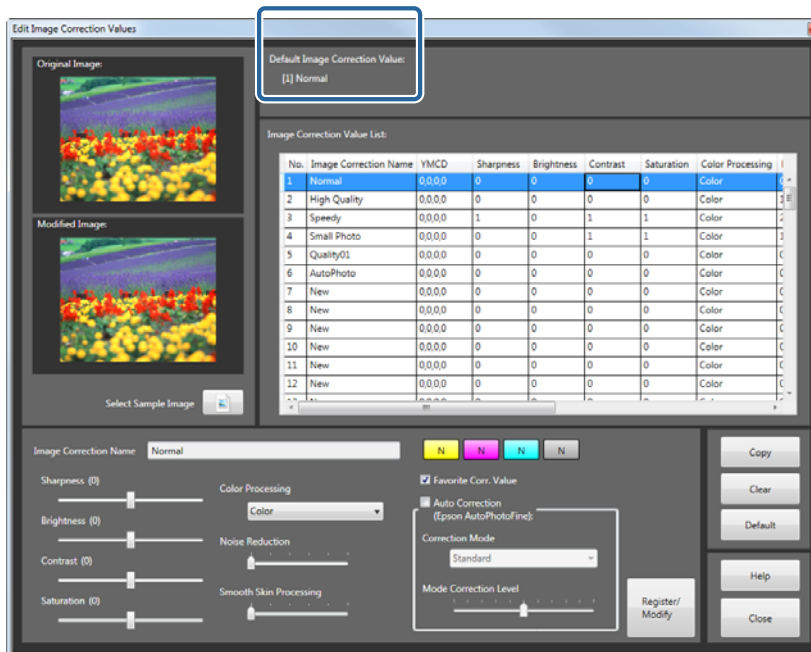 Edit Image Correction Values
Original Image:
Default Image Correction Value:
[1] Normal
Image Correction Value List:
No. Image Correction Name YMCD Sharpness Brightness Contrast Saturation Color Processing
1 Normal 0,0,0,0 0 0 0 0 Color
2 High Quality 0,0,0,0 0 0 0 0 Color 1
3 Speedy 0,0,0,0 1 0 1 1 Color 2
4 Small Photo 0,0,0,0 0 0 1 1 Color 1
5 Quality01 0,0,0,0 0 0 0 0 Color
6 AutoPhoto 0,0,0,0 0 0 0 0 Color
7 New 0,0,0,0 0 0 0 0 Color
8 New 0,0,0,0 0 0 0 0 Color
9 New 0,0,0,0 0 0 0 0 Color
10 New 0,0,0,0 0 0 0 0 Color
11 New 0,0,0,0 0 0 0 0 Color
12 New 0,0,0,0 0 0 0 0 Color
Modified Image:
Select Sample Image
Image Correction Name Normal
N N N N
Sharpness (0)
Brightness (0)
Contrast (0)
Saturation (0)
Color Processing
Color
Noise Reduction
Smooth Skin Processing
Favorite Corr. Value
Auto Correction
(Epson AutoPhotoFine):
Correction Mode
Standard
Mode Correction Level
Register/
Modify
Copy
Clear
Default
Help
Close